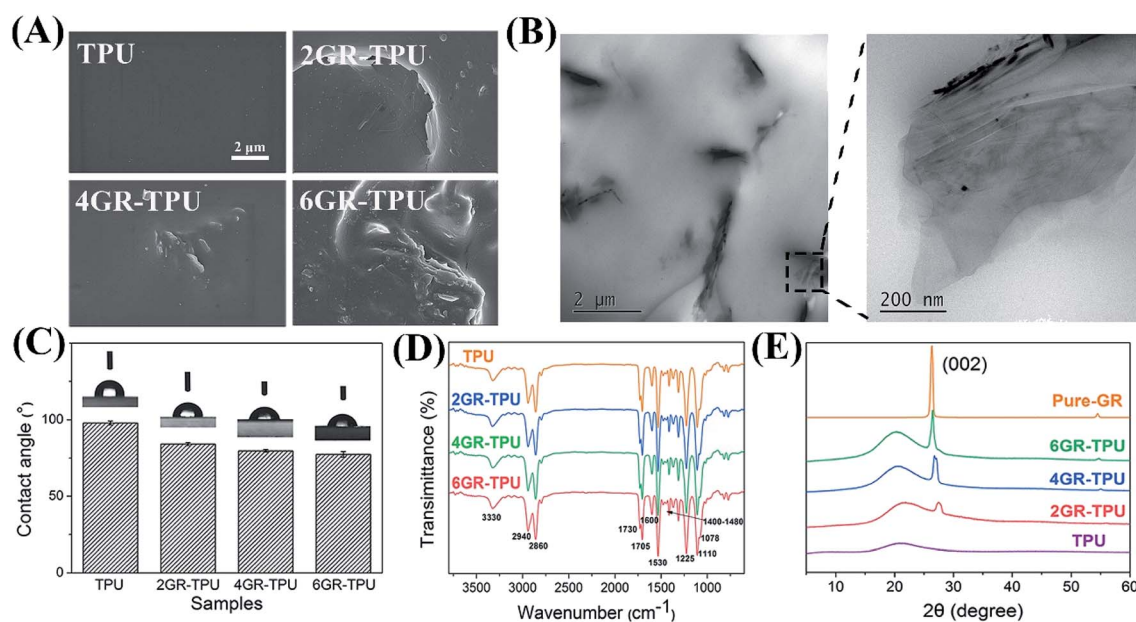 (A)
TPU
2GR-TPU
2 μm
4GR-TPU
6GR-TPU
(B)
2 μm
200 nm
(C)
Contact angle (°)
100
50
0
TPU 2GR-TPU 4GR-TPU 6GR-TPU
Samples
(D)
Transimittance (%)
TPU
2GR-TPU
4GR-TPU
6GR-TPU
3330
2940
2860
1730
1705
1600
1530
1400-1480
1225
1078
1110
3500 3000 2500 2000 1500 1000
Wavenumber (cm-1)
(E)
(002)
Pure-GR
6GR-TPU
4GR-TPU
2GR-TPU
TPU
10 20 30 40 50 60
2θ (degree)